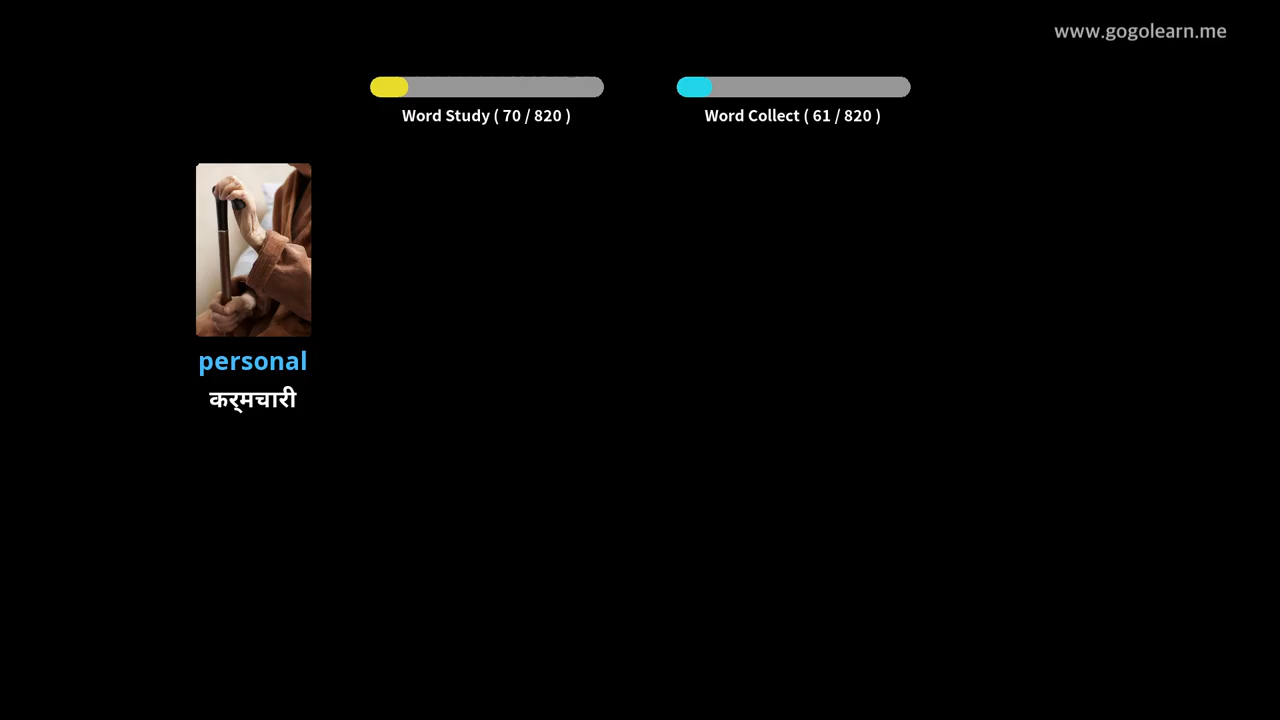 www.gogolearn.me
Word Study ( 70 / 820 )
Word Collect ( 61 / 820 )
personal
कर्मचारी